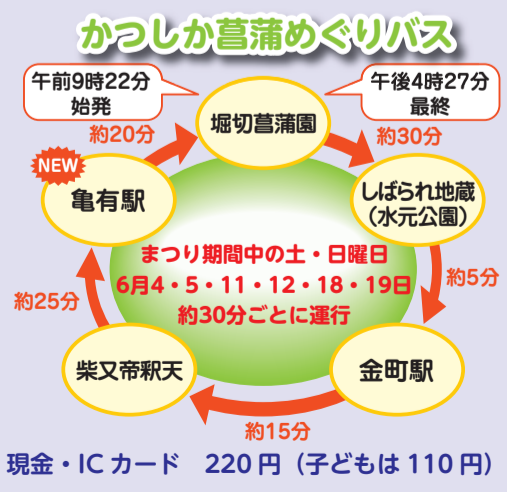 かつしか菖蒲めぐりバス
午前9時22分
始発
午後4時27分
最終
堀切菖蒲園
約20分
約30分
NEW
亀有駅
しばられ地蔵
（水元公園）
まつり期間中の土・日曜日
6月4・5・11・12・18・19日
約30分ごとに運行
約25分
約5分
柴又帝釈天
金町駅
約15分
現金・ICカード　220円（子どもは110円）